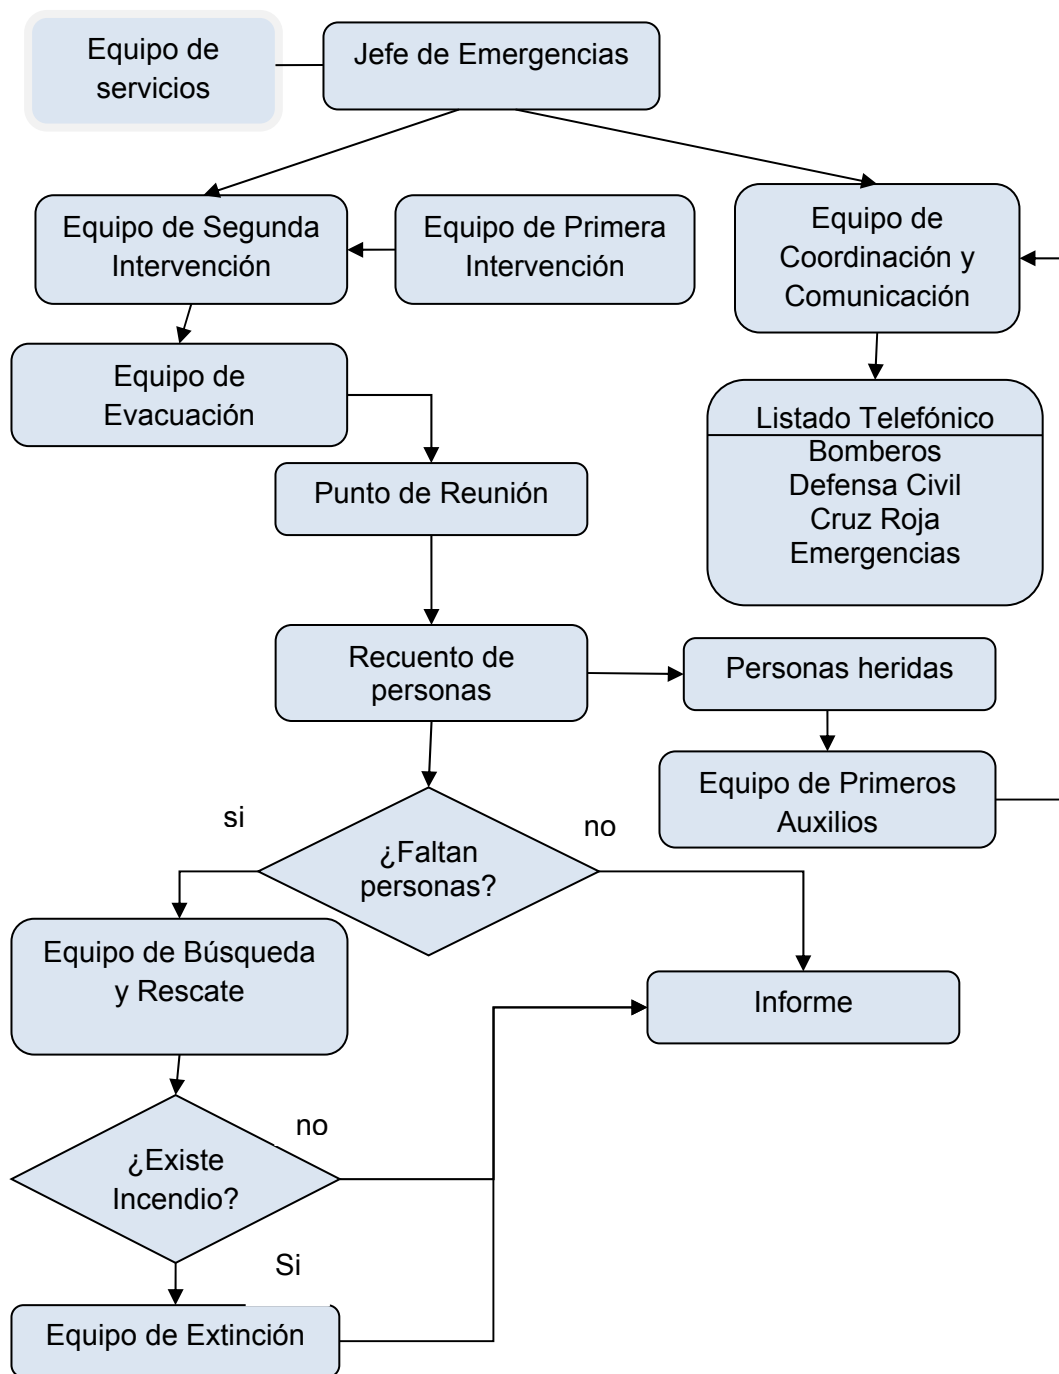 Equipo de
servicios
Jefe de Emergencias
Equipo de Segunda
Intervención
Equipo de Primera
Intervención
Equipo de
Coordinación y
Comunicación
Equipo de
Evacuación
Listado Telefónico
Bomberos
Defensa Civil
Cruz Roja
Emergencias
Punto de Reunión
Recuento de
personas
Personas heridas
Equipo de Primeros
Auxilios
si
no
¿Faltan
personas?
Equipo de Búsqueda
y Rescate
Informe
no
¿Existe
Incendio?
Si
Equipo de Extinción